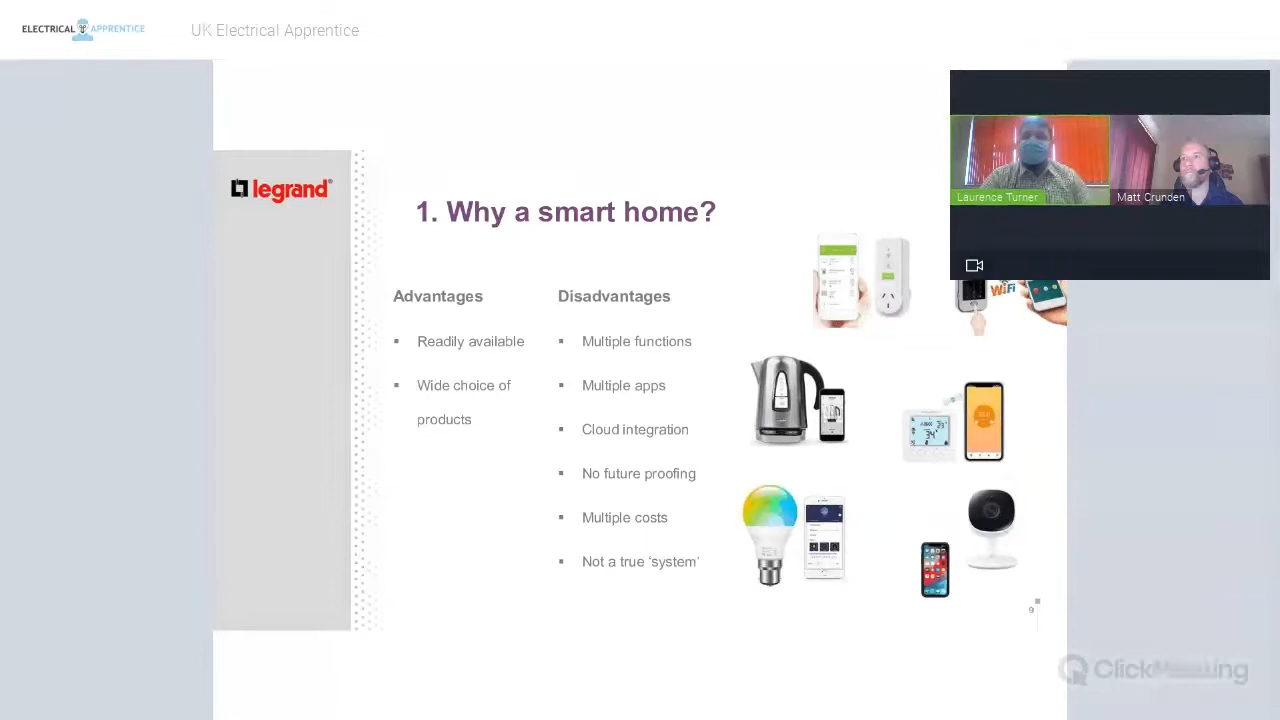 ELECTRICAL APPRENTICE
UK Electrical Apprentice
legrand
1. Why a smart home?
Laurence Turner
Matt Crunden
WiFi
Advantages
Disadvantages
▪ Readily available
▪ Multiple functions
▪ Wide choice of
products
▪ Multiple apps
▪ Cloud integration
▪ No future proofing
▪ Multiple costs
▪ Not a true ‘system’
9
ClickMeeting